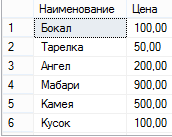 Наименование Цена
1 Бокал 100,00
2 Тарелка 50,00
3 Ангел 200,00
4 Мабари 900,00
5 Камея 500,00
6 Кусок 100,00